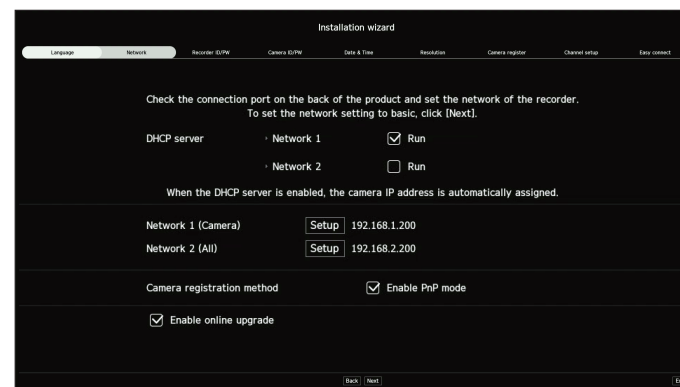 Installation wizard
Language Network Recorder ID/PW Camera ID/PW Date & Time Resolution Camera register Channel setup Easy connect
Check the connection port on the back of the product and set the network of the recorder.
To set the network setting to basic, click [Next].
DHCP server › Network 1 Run
› Network 2 Run
When the DHCP server is enabled, the camera IP address is automatically assigned.
Network 1 (Camera) Setup 192.168.1.200
Network 2 (All) Setup 192.168.2.200
Camera registration method Enable PnP mode
Enable online upgrade
Back Next